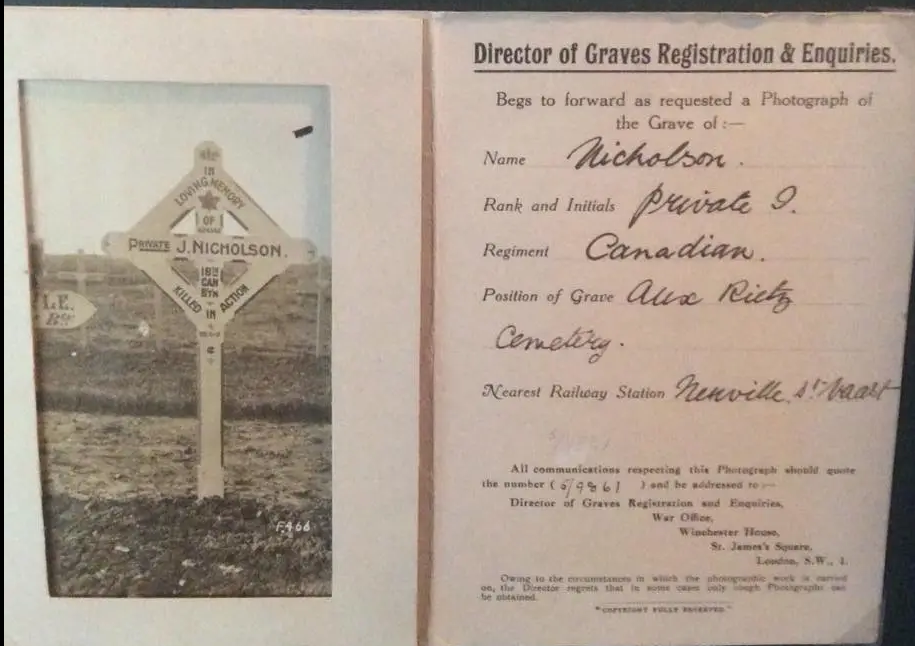 IN
LOVING MEMORY
OF
PRIVATE J. NICHOLSON.
18TH
CAN
BTN
KILLED IN ACTION
L.E.
F466
Director of Graves Registration & Enquiries.
Begs to forward as requested a Photograph of
the Grave of :—
Name Nicholson.
Rank and Initials Private J.
Regiment Canadian.
Position of Grave Aux Rietz
Cemetery.
Nearest Railway Station Neuville St Vaast
All communications respecting this Photograph should quote
the number ( 5/9861 ) and be addressed to :—
Director of Graves Registration and Enquiries,
War Office,
Winchester House,
St. James's Square,
London, S.W., 1.
Owing to the circumstances in which the photographic work is carried
on, the Director regrets that in some cases only rough Photographs can
be obtained.
"COPYRIGHT FULLY RESERVED."